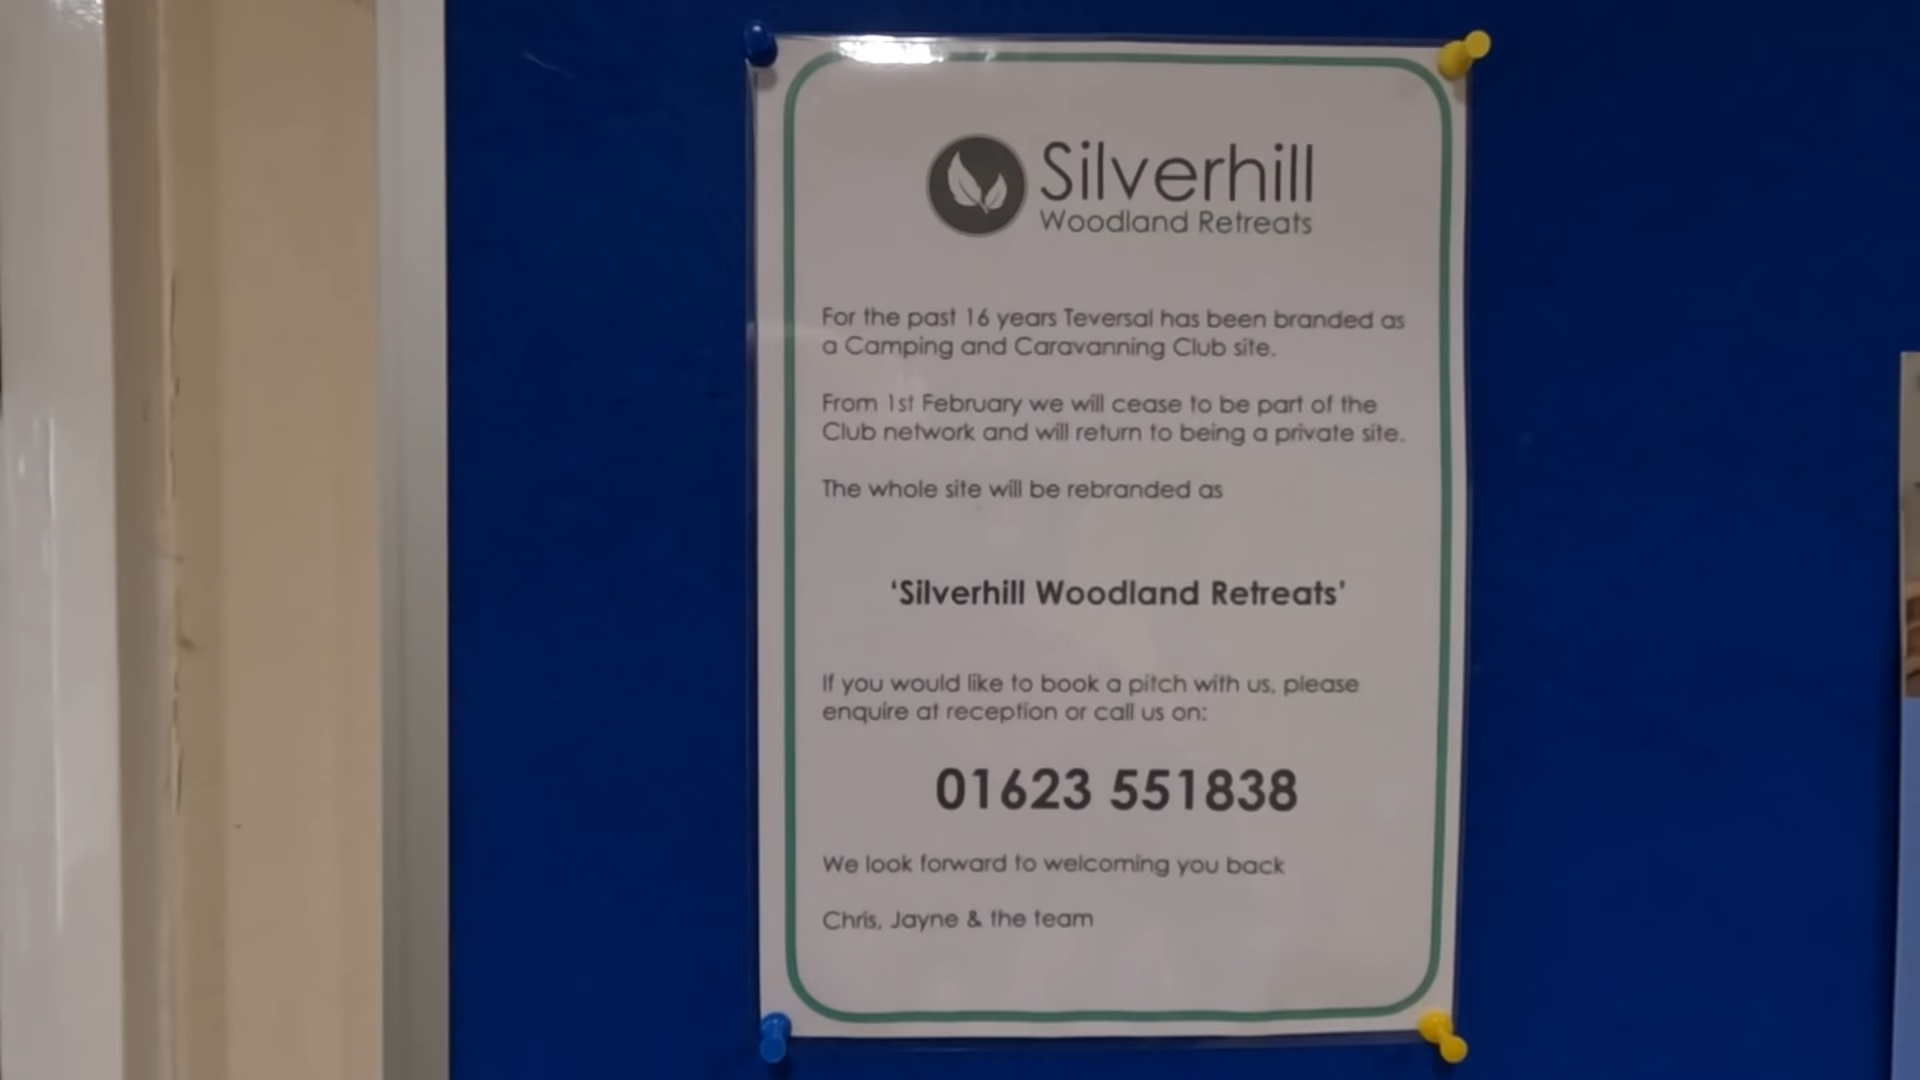 Silverhill
Woodland Retreats
For the past 16 years Teversal has been branded as
a Camping and Caravanning Club site.
From 1st February we will cease to be part of the
Club network and will return to being a private site.
The whole site will be rebranded as
‘Silverhill Woodland Retreats’
If you would like to book a pitch with us, please
enquire at reception or call us on:
01623 551838
We look forward to welcoming you back
Chris, Jayne & the team